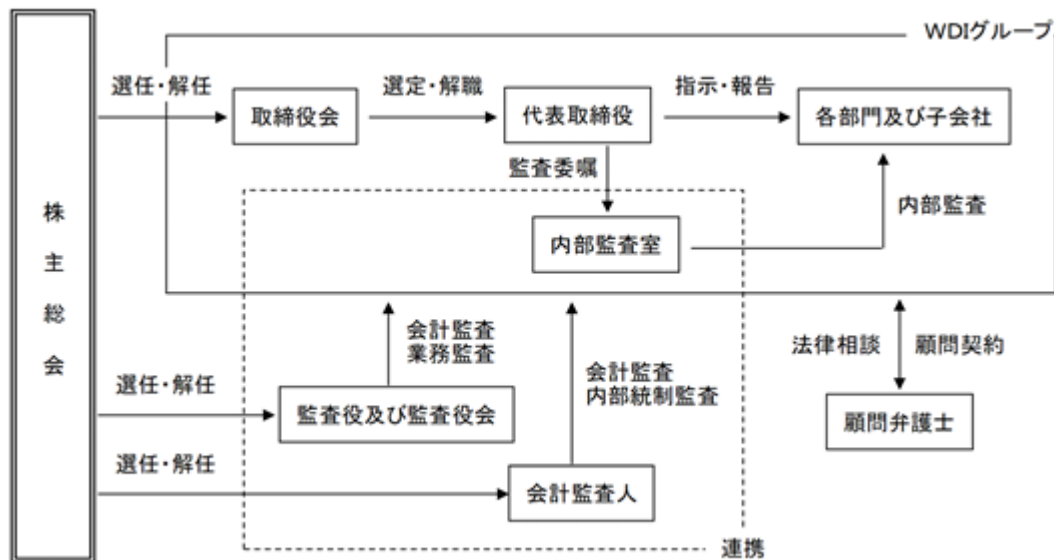 WDIグループ
選任・解任
選定・解職
指示・報告
取締役会
代表取締役
各部門及び子会社
監査委嘱
内部監査
内部監査室
株主総会
会計監査
業務監査
会計監査
内部統制監査
法律相談
顧問契約
選任・解任
監査役及び監査役会
顧問弁護士
選任・解任
会計監査人
連携